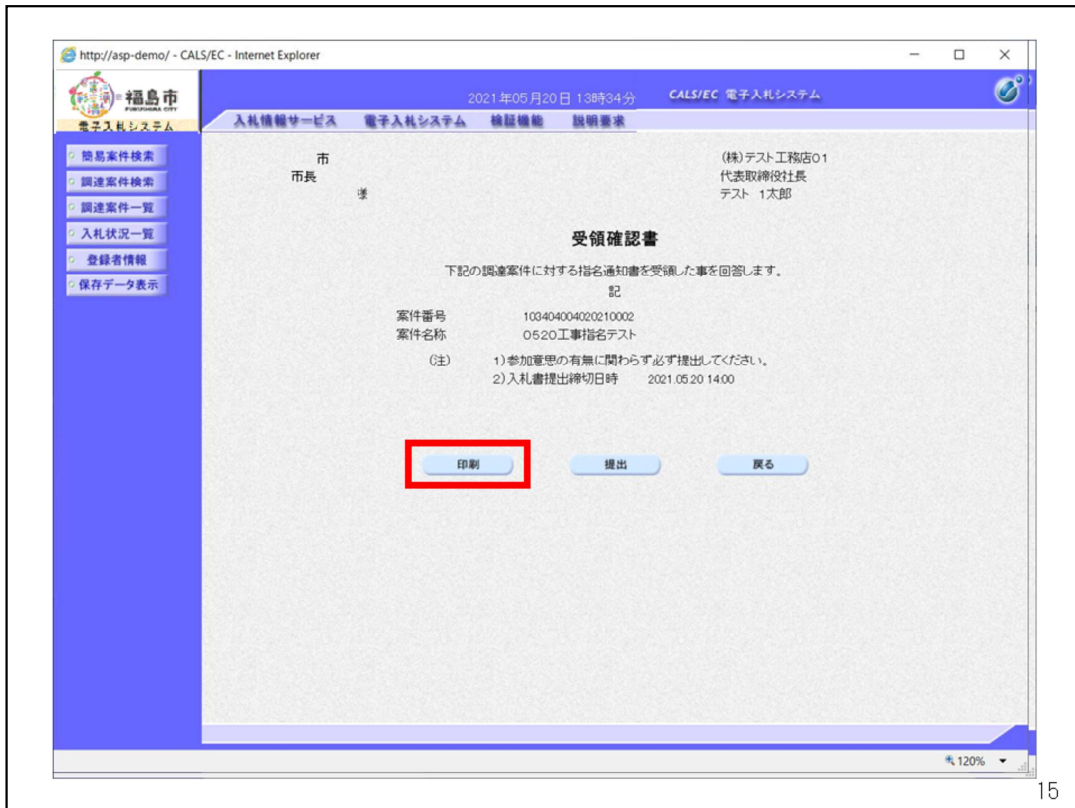 http://asp-demo/ - CALS/EC - Internet Explorer
福島市
FUKUSHIMA CITY
電子入札システム
2021年05月20日 13時34分
CALS/EC 電子入札システム
入札情報サービス 電子入札システム 検証機能 説明要求
簡易案件検索
調達案件検索
調達案件一覧
入札状況一覧
登録者情報
保存データ表示
市
市長
様
(株)テスト工務店01
代表取締役社長
テスト 1太郎
受領確認書
下記の調達案件に対する指名通知書を受領した事を回答します。
記
案件番号 103404004020210002
案件名称 0520工事指名テスト
(注) 1)参加意思の有無に関わらず必ず提出してください。
2)入札書提出締切日時 2021.05.20 14:00
印刷 提出 戻る
120%
15